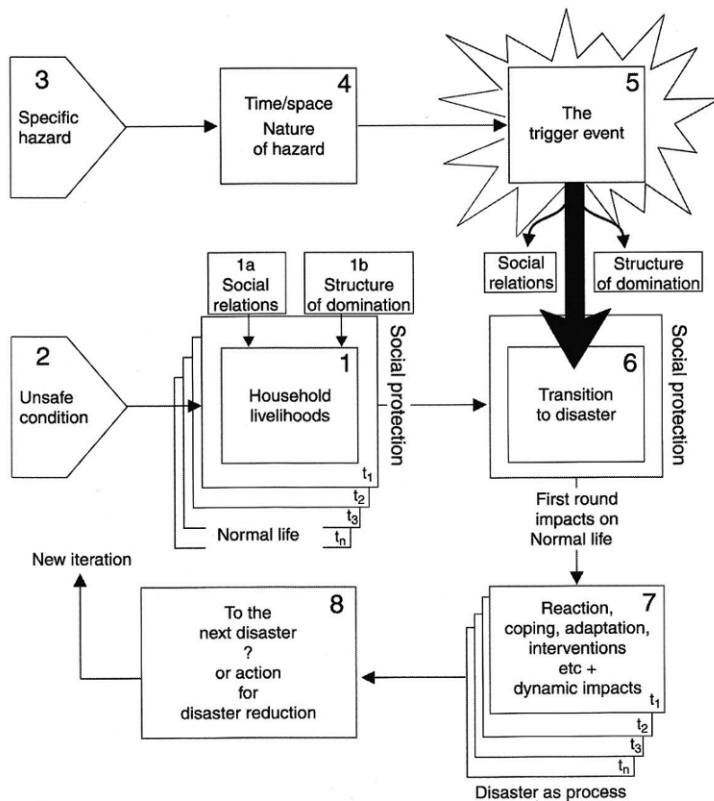 3
Specific
hazard
4
Time/space
Nature
of hazard
5
The
trigger event
Social
relations
Structure
of domination
1a
Social
relations
1b
Structure
of domination
2
Unsafe
condition
1
Household
livelihoods
Social protection
t1
t2
t3
tn
Normal life
6
Transition
to disaster
Social protection
First round
impacts on
Normal life
New iteration
8
To the
next disaster
?
or action
for
disaster reduction
7
Reaction,
coping, adaptation,
interventions
etc +
dynamic impacts
t1
t2
t3
tn
Disaster as process